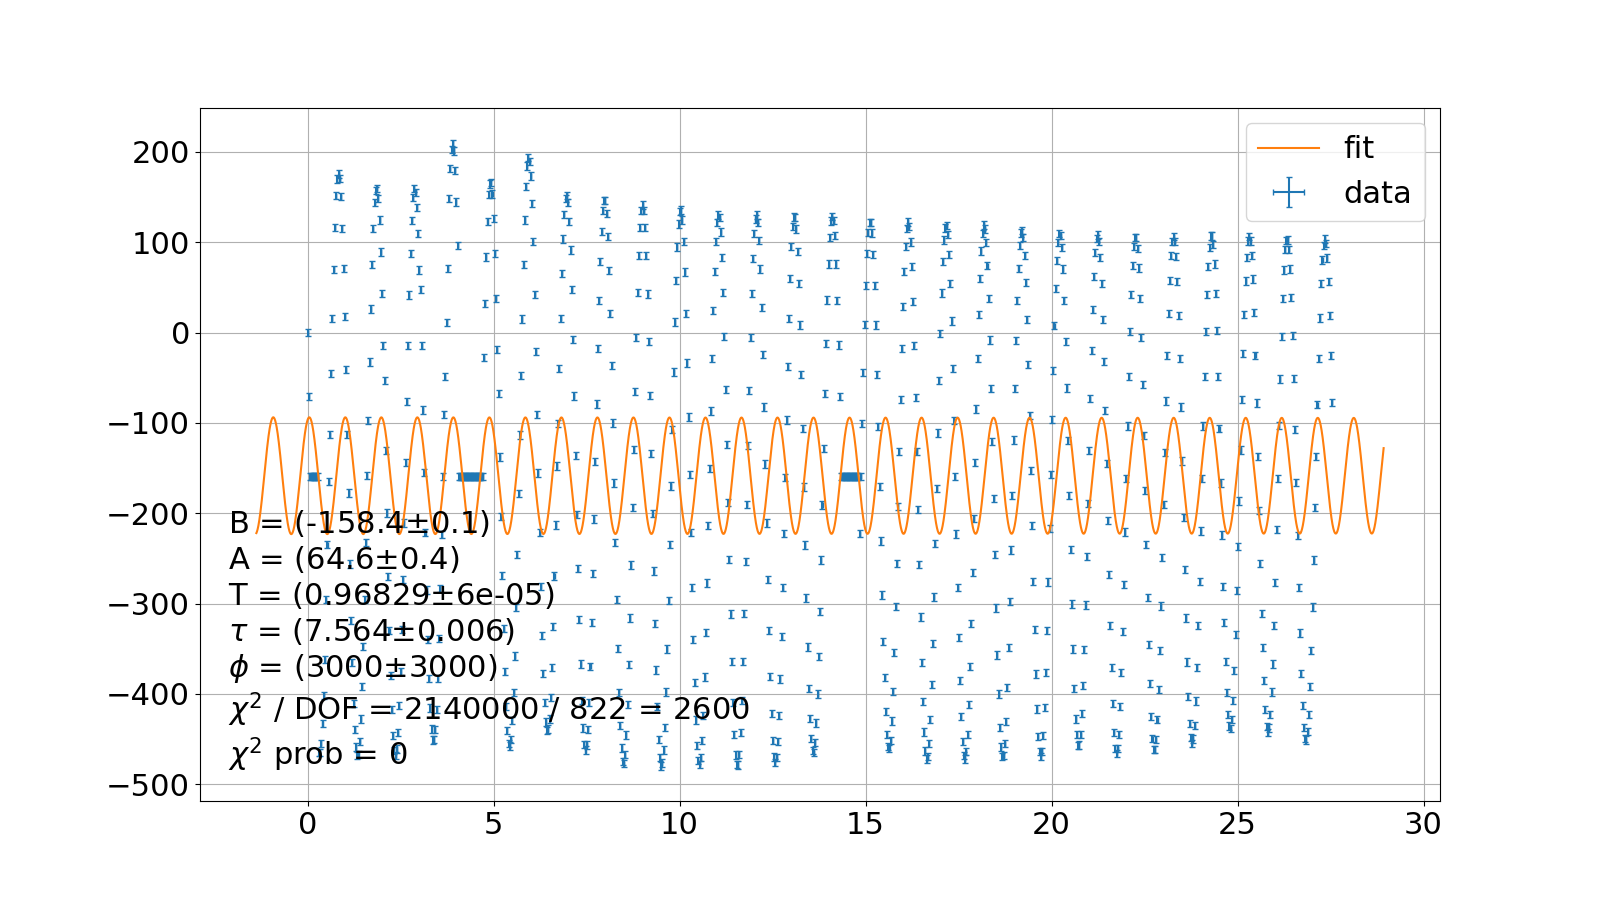 fit
data
200
100
0
−100
−200
−300
−400
−500
B = (-158.4±0.1)
A = (64.6±0.4)
T = (0.96829±6e-05)
τ = (7.564±0.006)
ϕ = (3000±3000)
χ² / DOF = 2140000 / 822 = 2600
χ² prob = 0
0 5 10 15 20 25 30